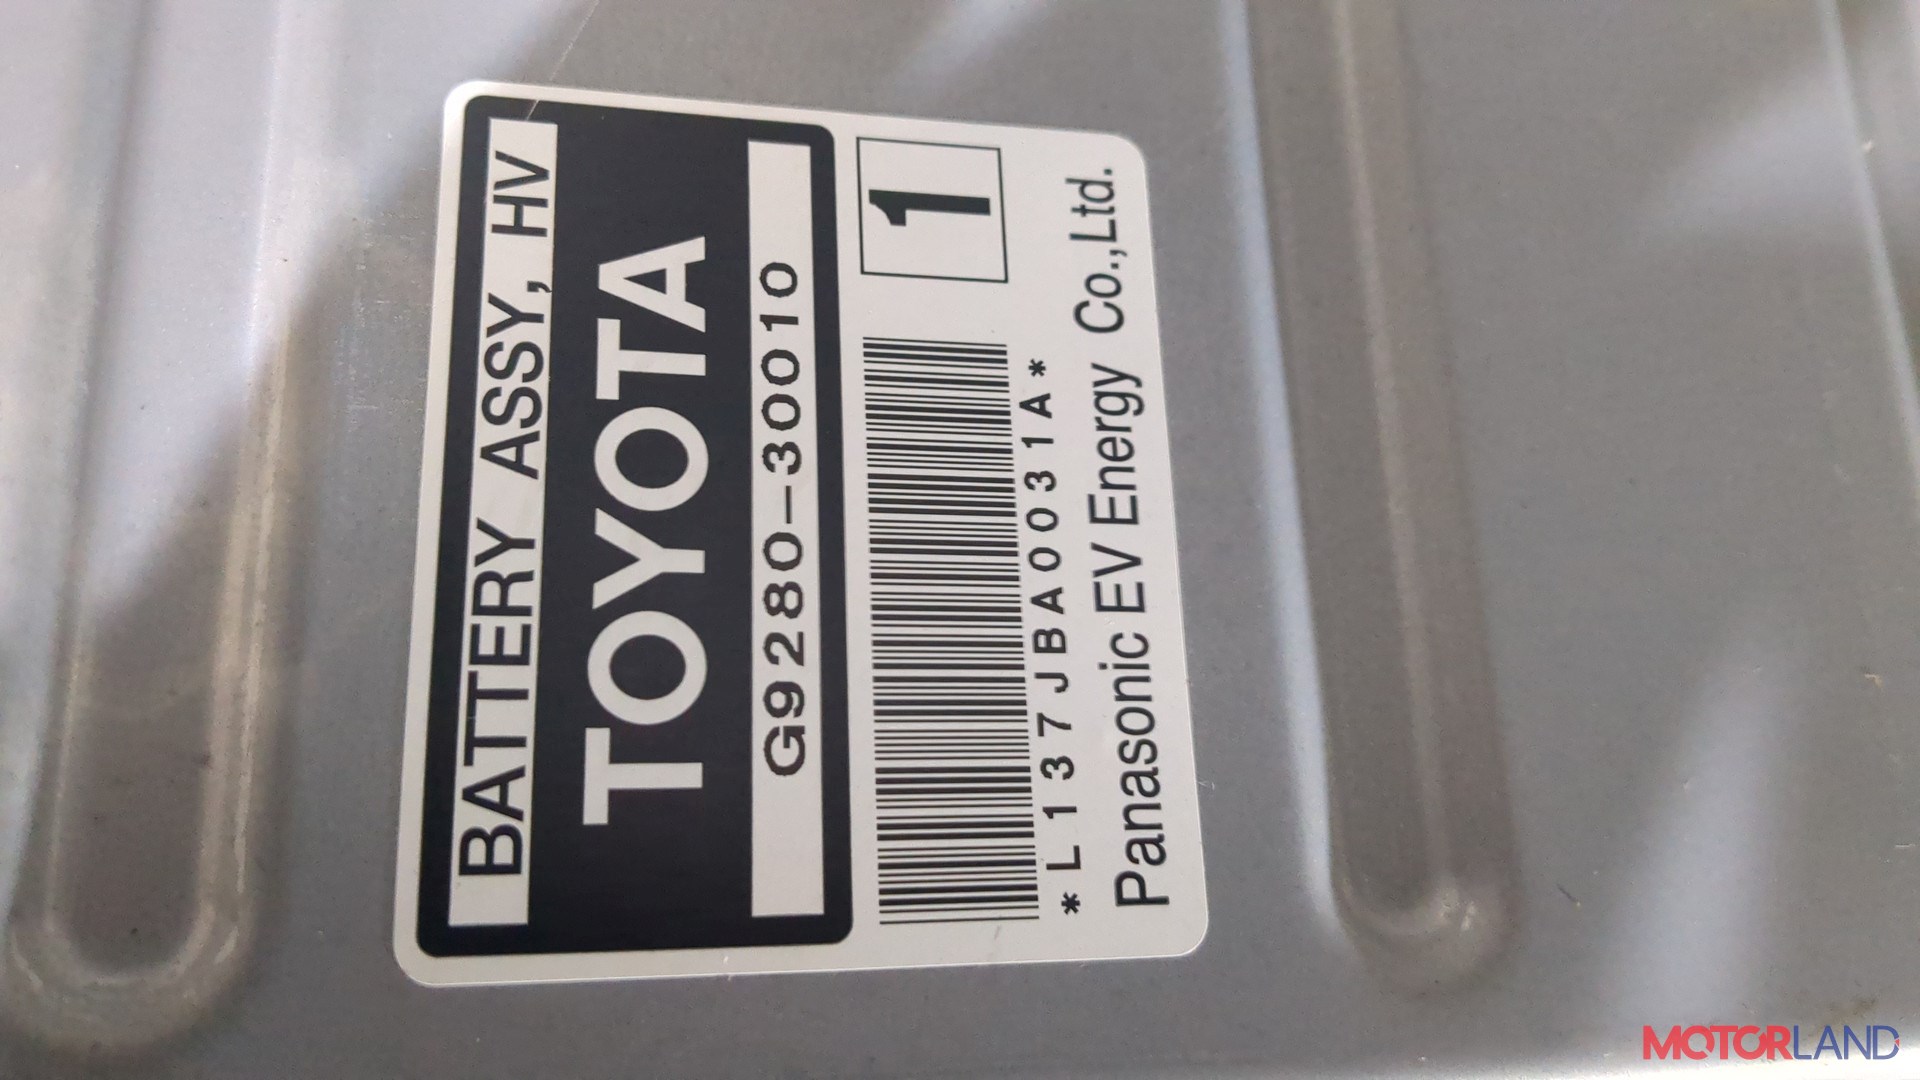 BATTERY ASSY, HV
TOYOTA
G9280-30010
1
*L137JBA0031A*
Panasonic EV Energy Co.,Ltd.
MOTORLAND